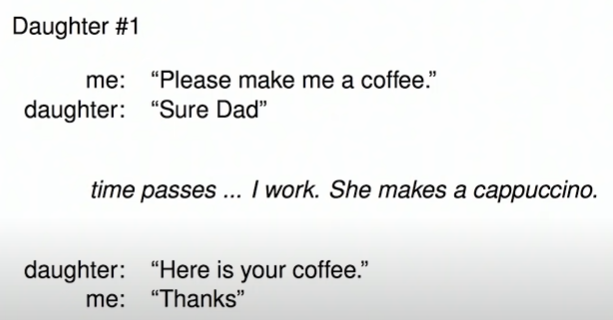 Daughter #1
me: “Please make me a coffee.”
daughter: “Sure Dad”
time passes ... I work. She makes a cappuccino.
daughter: “Here is your coffee.”
me: “Thanks”